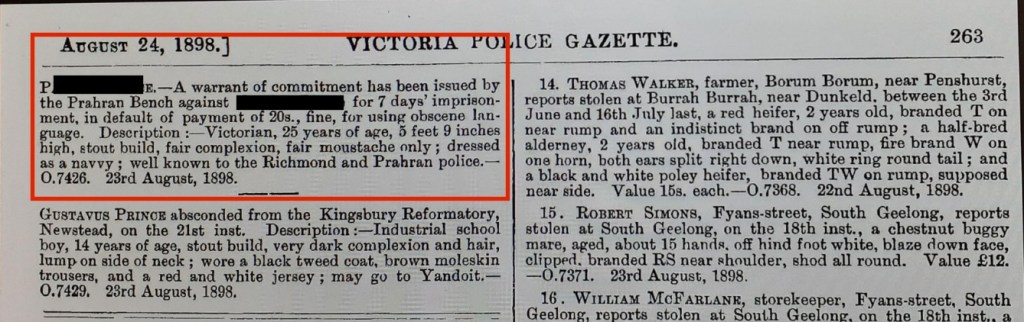 AUGUST 24, 1898.]
VICTORIA POLICE GAZETTE.
263
P E.—A warrant of commitment has been issued by
the Prahran Bench against for 7 days' imprison-
ment, in default of payment of 20s., fine, for using obscene lan-
guage. Description :—Victorian, 25 years of age, 5 feet 9 inches
high, stout build, fair complexion, fair moustache only ; dressed
as a navvy ; well known to the Richmond and Prahran police.—
O.7426. 23rd August, 1898.
GUSTAVUS PRINCE absconded from the Kingsbury Reformatory,
Newstead, on the 21st inst. Description :—Industrial school
boy, 14 years of age, stout build, very dark complexion and hair,
lump on side of neck ; wore a black tweed coat, brown moleskin
trousers, and a red and white jersey ; may go to Yandoit.—
O.7429. 23rd August, 1898.
14. THOMAS WALKER, farmer, Borum Borum, near Penshurst,
reports stolen at Burrah Burrah, near Dunkeld, between the 3rd
June and 16th July last, a red heifer, 2 years old, branded T on
near rump and an indistinct brand on off rump ; a half-bred
alderney, 2 years old, branded T near rump, fire brand W on
one horn, both ears split right down, white ring round tail ; and
a black and white poley heifer, branded TW on rump, supposed
near side. Value 15s. each.—O.7368. 22nd August, 1898.
15. ROBERT SIMONS, Fyans-street, South Geelong, reports
stolen at South Geelong, on the 18th inst., a chestnut buggy
mare, aged, about 15 hands, off hind foot white, blaze down face,
clipped, branded RS near shoulder, shod all round. Value £12.
—O.7371. 23rd August, 1898.
16. WILLIAM MCFARLANE, storekeeper, Fyans-street, South
Geelong, reports stolen at South Geelong, on the 18th inst., a